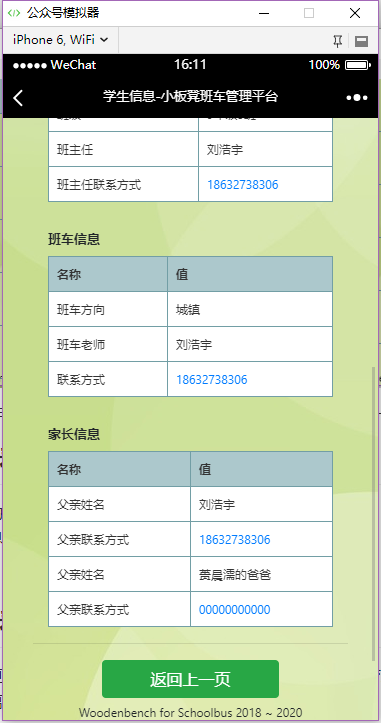 公众号模拟器
iPhone 6, WiFi
WeChat 16:11 100%
学生信息-小板凳班车管理平台
班主任 刘浩宇
班主任联系方式 18632738306
班车信息
名称 值
班车方向 城镇
班车老师 刘浩宇
联系方式 18632738306
家长信息
名称 值
父亲姓名 刘浩宇
父亲联系方式 18632738306
父亲姓名 黄晨濡的爸爸
父亲联系方式 00000000000
返回上一页
Woodenbench for Schoolbus 2018 ~ 2020